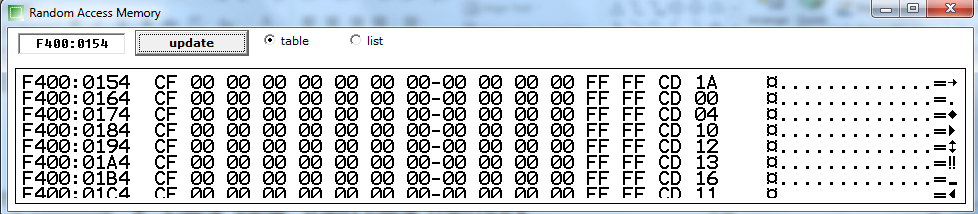 Random Access Memory
F400:0154 update table list
F400:0154 CF 00 00 00 00 00 00 00-00 00 00 00 FF FF CD 1A ¤.............=→
F400:0164 CF 00 00 00 00 00 00 00-00 00 00 00 FF FF CD 00 ¤.............=.
F400:0174 CF 00 00 00 00 00 00 00-00 00 00 00 FF FF CD 04 ¤.............=♦
F400:0184 CF 00 00 00 00 00 00 00-00 00 00 00 FF FF CD 10 ¤.............=►
F400:0194 CF 00 00 00 00 00 00 00-00 00 00 00 FF FF CD 12 ¤.............=↕
F400:01A4 CF 00 00 00 00 00 00 00-00 00 00 00 FF FF CD 13 ¤.............=‼
F400:01B4 CF 00 00 00 00 00 00 00-00 00 00 00 FF FF CD 16 ¤.............=▬
F400:01C4 CF 00 00 00 00 00 00 00-00 00 00 00 FF FF CD 11 ¤.............=◄